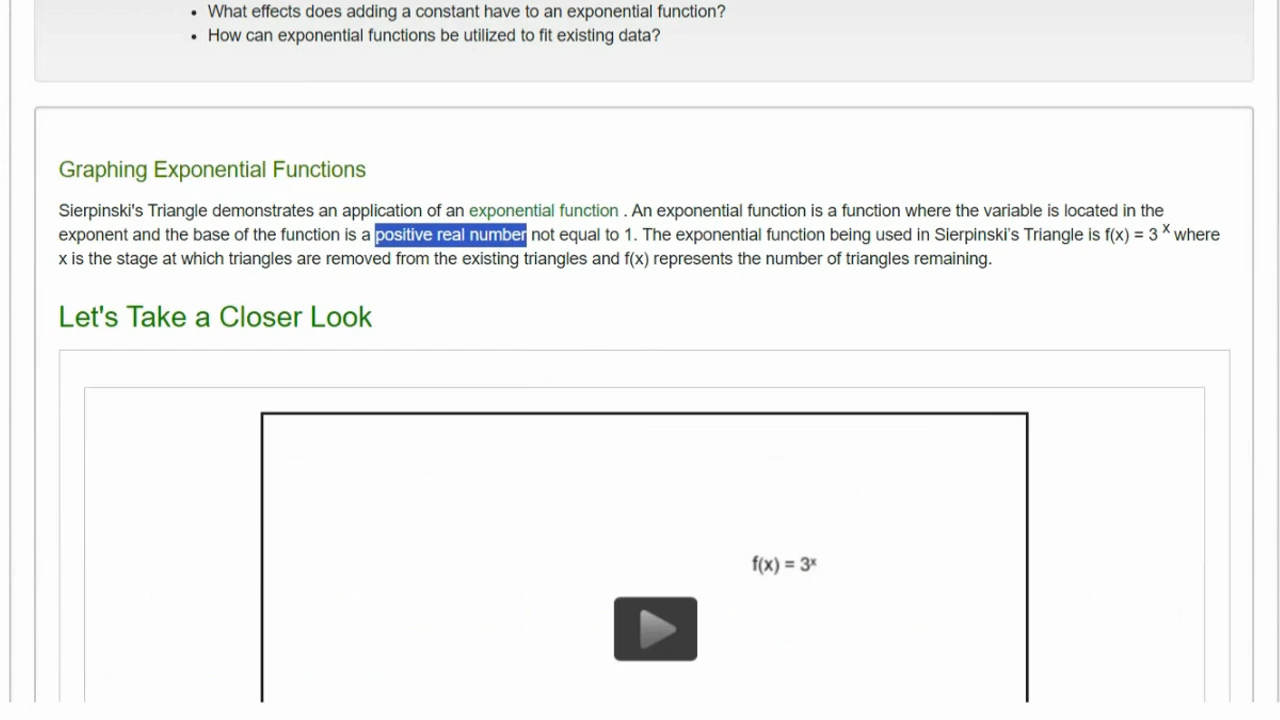 • What effects does adding a constant have to an exponential function?
• How can exponential functions be utilized to fit existing data?
Graphing Exponential Functions
Sierpinski's Triangle demonstrates an application of an exponential function . An exponential function is a function where the variable is located in the
exponent and the base of the function is a positive real number not equal to 1. The exponential function being used in Sierpinski's Triangle is f(x) = 3 ˣ where
x is the stage at which triangles are removed from the existing triangles and f(x) represents the number of triangles remaining.
Let's Take a Closer Look
f(x) = 3ˣ